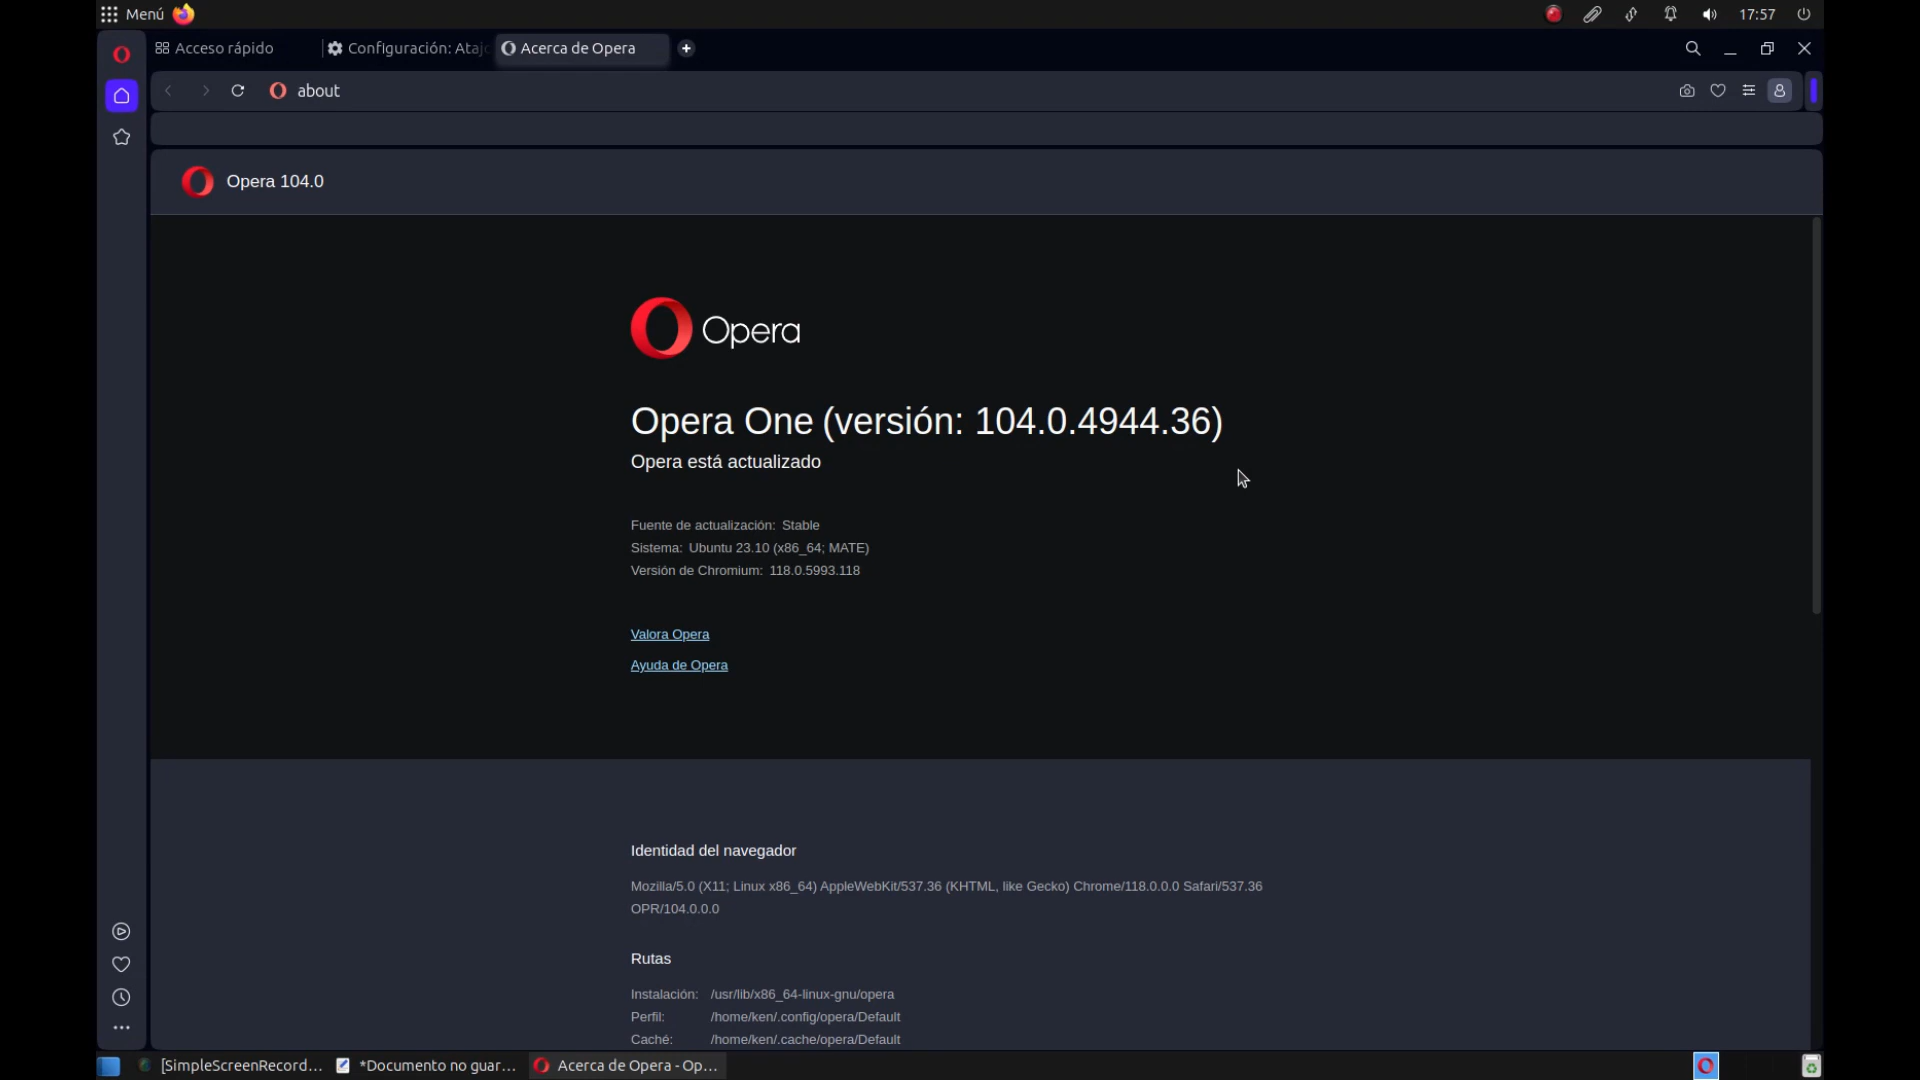 Menú
17:57
Acceso rápido
Configuración: Ataj
Acerca de Opera
about
Opera 104.0
Opera
Opera One (versión: 104.0.4944.36)
Opera está actualizado
Fuente de actualización: Stable
Sistema: Ubuntu 23.10 (x86_64; MATE)
Versión de Chromium: 118.0.5993.118
Valora Opera
Ayuda de Opera
Identidad del navegador
Mozilla/5.0 (X11; Linux x86_64) AppleWebKit/537.36 (KHTML, like Gecko) Chrome/118.0.0.0 Safari/537.36
OPR/104.0.0.0
Rutas
Instalación: /usr/lib/x86_64-linux-gnu/opera
Perfil: /home/ken/.config/opera/Default
Caché: /home/ken/.cache/opera/Default
[SimpleScreenRecord...
*Documento no guar...
Acerca de Opera - Op...